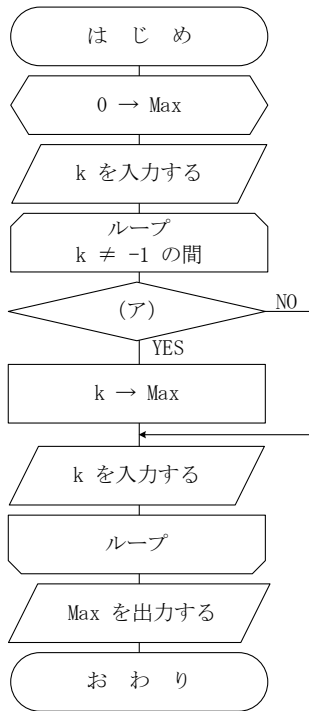 は じ め
0 → Max
k を入力する
ループ
k ≠ -1 の間
(ア)
NO
YES
k → Max
k を入力する
ループ
Max を出力する
お わ り